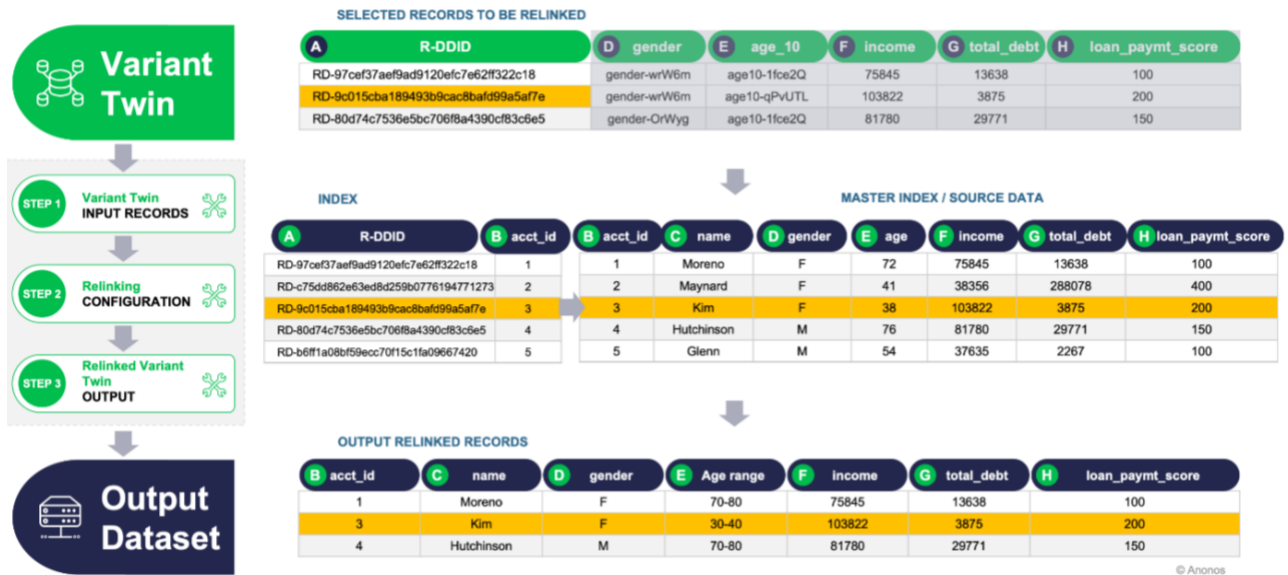 SELECTED RECORDS TO BE RELINKED
Variant
Twin
A R-DDID D gender E age_10 F income G total_debt H loan_paymt_score
RD-97cef37aef9ad9120efc7e62ff322c18 gender-wrW6m age10-1fce2Q 75845 13638 100
RD-9c015cba189493b9cac8bafd99a5af7e gender-wrW6m age10-qPvUTL 103822 3875 200
RD-80d74c7536e5bc706f8a4390cf83c6e5 gender-OrWyg age10-1fce2Q 81780 29771 150
STEP 1
Variant Twin
INPUT RECORDS
STEP 2
Relinking
CONFIGURATION
STEP 3
Relinked Variant
Twin
OUTPUT
INDEX
MASTER INDEX / SOURCE DATA
A R-DDID B acct_id B acct_id C name D gender E age F income G total_debt H loan_paymt_score
RD-97cef37aef9ad9120efc7e62ff322c18 1 1 Moreno F 72 75845 13638 100
RD-c75dd862e63ed8d259b0776194771273 2 2 Maynard F 41 38356 288078 400
RD-9c015cba189493b9cac8bafd99a5af7e 3 3 Kim F 38 103822 3875 200
RD-80d74c7536e5bc706f8a4390cf83c6e5 4 4 Hutchinson M 76 81780 29771 150
RD-b6ff1a08bf59ecc70f15c1fa09667420 5 5 Glenn M 54 37635 2267 100
OUTPUT RELINKED RECORDS
Output
Dataset
B acct_id C name D gender E Age range F income G total_debt H loan_paymt_score
1 Moreno F 70-80 75845 13638 100
3 Kim F 30-40 103822 3875 200
4 Hutchinson M 70-80 81780 29771 150
© Anonos